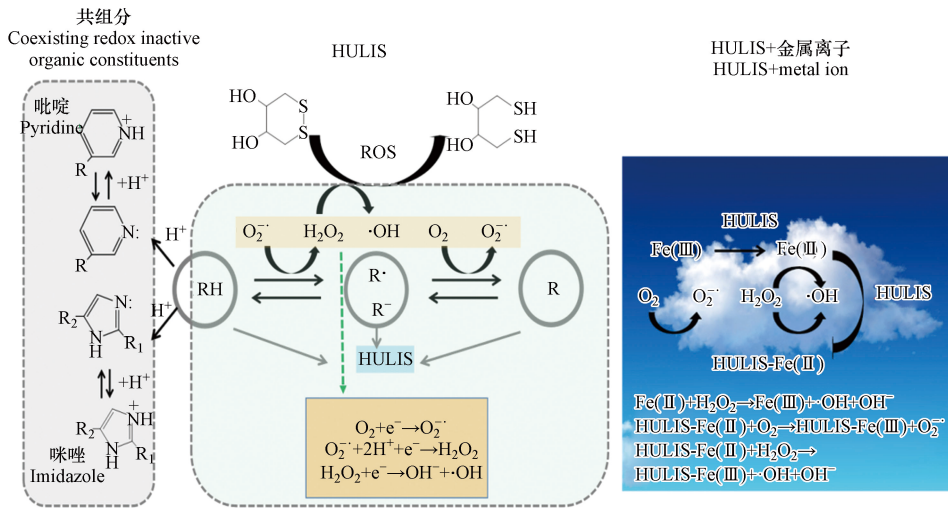 共组分
Coexisting redox inactive
organic constituents
吡啶
Pyridine
+
NH
R
+H⁺
N:
R
H⁺
N:
R₂
N
H
R₁
H⁺
+H⁺
+
NH
R₂
N
H
R₁
咪唑
Imidazole
HULIS
HO
S
HO
S
ROS
HO
SH
SH
HO
O₂⁻·
H₂O₂
·OH
O₂
O₂⁻·
RH
R·
R⁻
R
HULIS
O₂+e⁻→O₂⁻·
O₂⁻·+2H⁺+e⁻→H₂O₂
H₂O₂+e⁻→OH⁻+·OH
HULIS+金属离子
HULIS+metal ion
HULIS
Fe(Ⅲ)
Fe(Ⅱ)
O₂
O₂⁻·
H₂O₂
·OH
HULIS
HULIS-Fe(Ⅱ)
Fe(Ⅱ)+H₂O₂→Fe(Ⅲ)+·OH+OH⁻
HULIS-Fe(Ⅱ)+O₂→HULIS-Fe(Ⅲ)+O₂⁻·
HULIS-Fe(Ⅱ)+H₂O₂→
HULIS-Fe(Ⅲ)+·OH+OH⁻